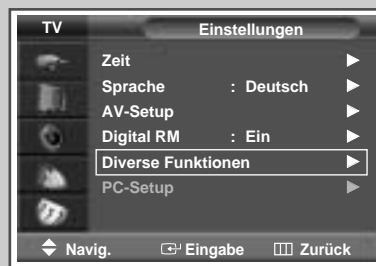 TV Einstellungen
Zeit
Sprache : Deutsch
AV-Setup
Digital RM : Ein
Diverse Funktionen
PC-Setup
Navig. Eingabe Zurück